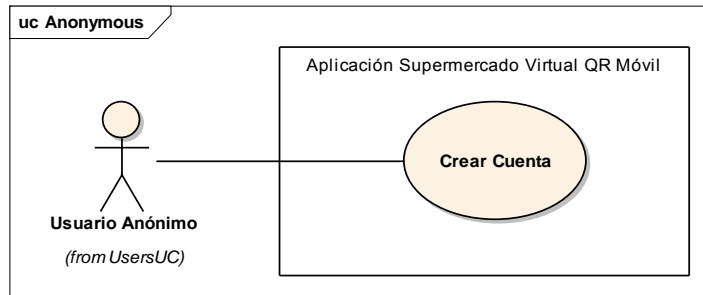 uc Anonymous
Aplicación Supermercado Virtual QR Móvil
Crear Cuenta
Usuario Anónimo
(from UsersUC)